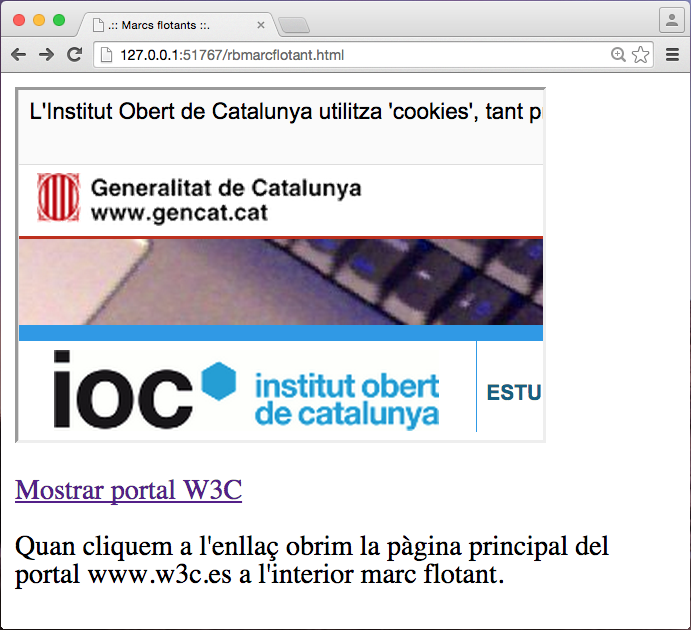 .:: Marcs flotants ::.
127.0.0.1:51767/rbmarcflotant.html
L'Institut Obert de Catalunya utilitza 'cookies', tant p
Generalitat de Catalunya
www.gencat.cat
ioc institut obert
de catalunya
ESTU
Mostrar portal W3C
Quan cliquem a l'enllaç obrim la pàgina principal del
portal www.w3c.es a l'interior marc flotant.